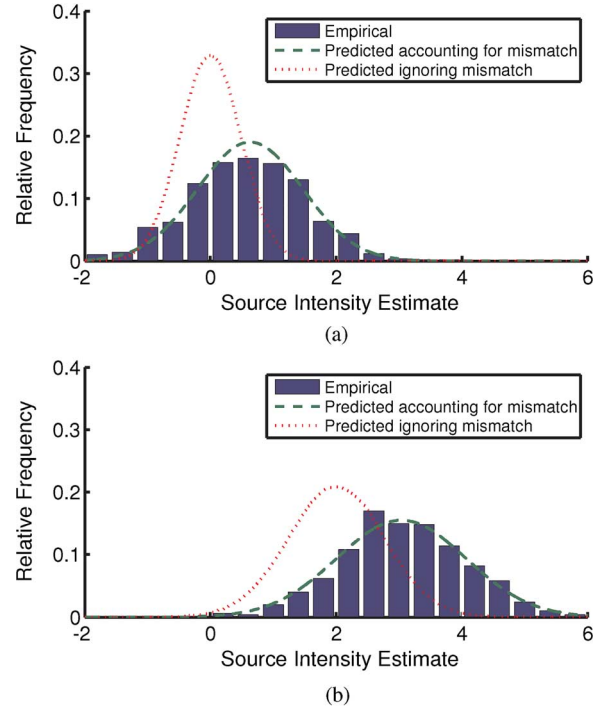 0.4
Empirical
Predicted accounting for mismatch
0.3
Predicted ignoring mismatch
0.2
0.1
0
Relative Frequency
-2 0 2 4 6
Source Intensity Estimate
(a)
0.4
Empirical
Predicted accounting for mismatch
0.3
Predicted ignoring mismatch
0.2
0.1
0
Relative Frequency
-2 0 2 4 6
Source Intensity Estimate
(b)